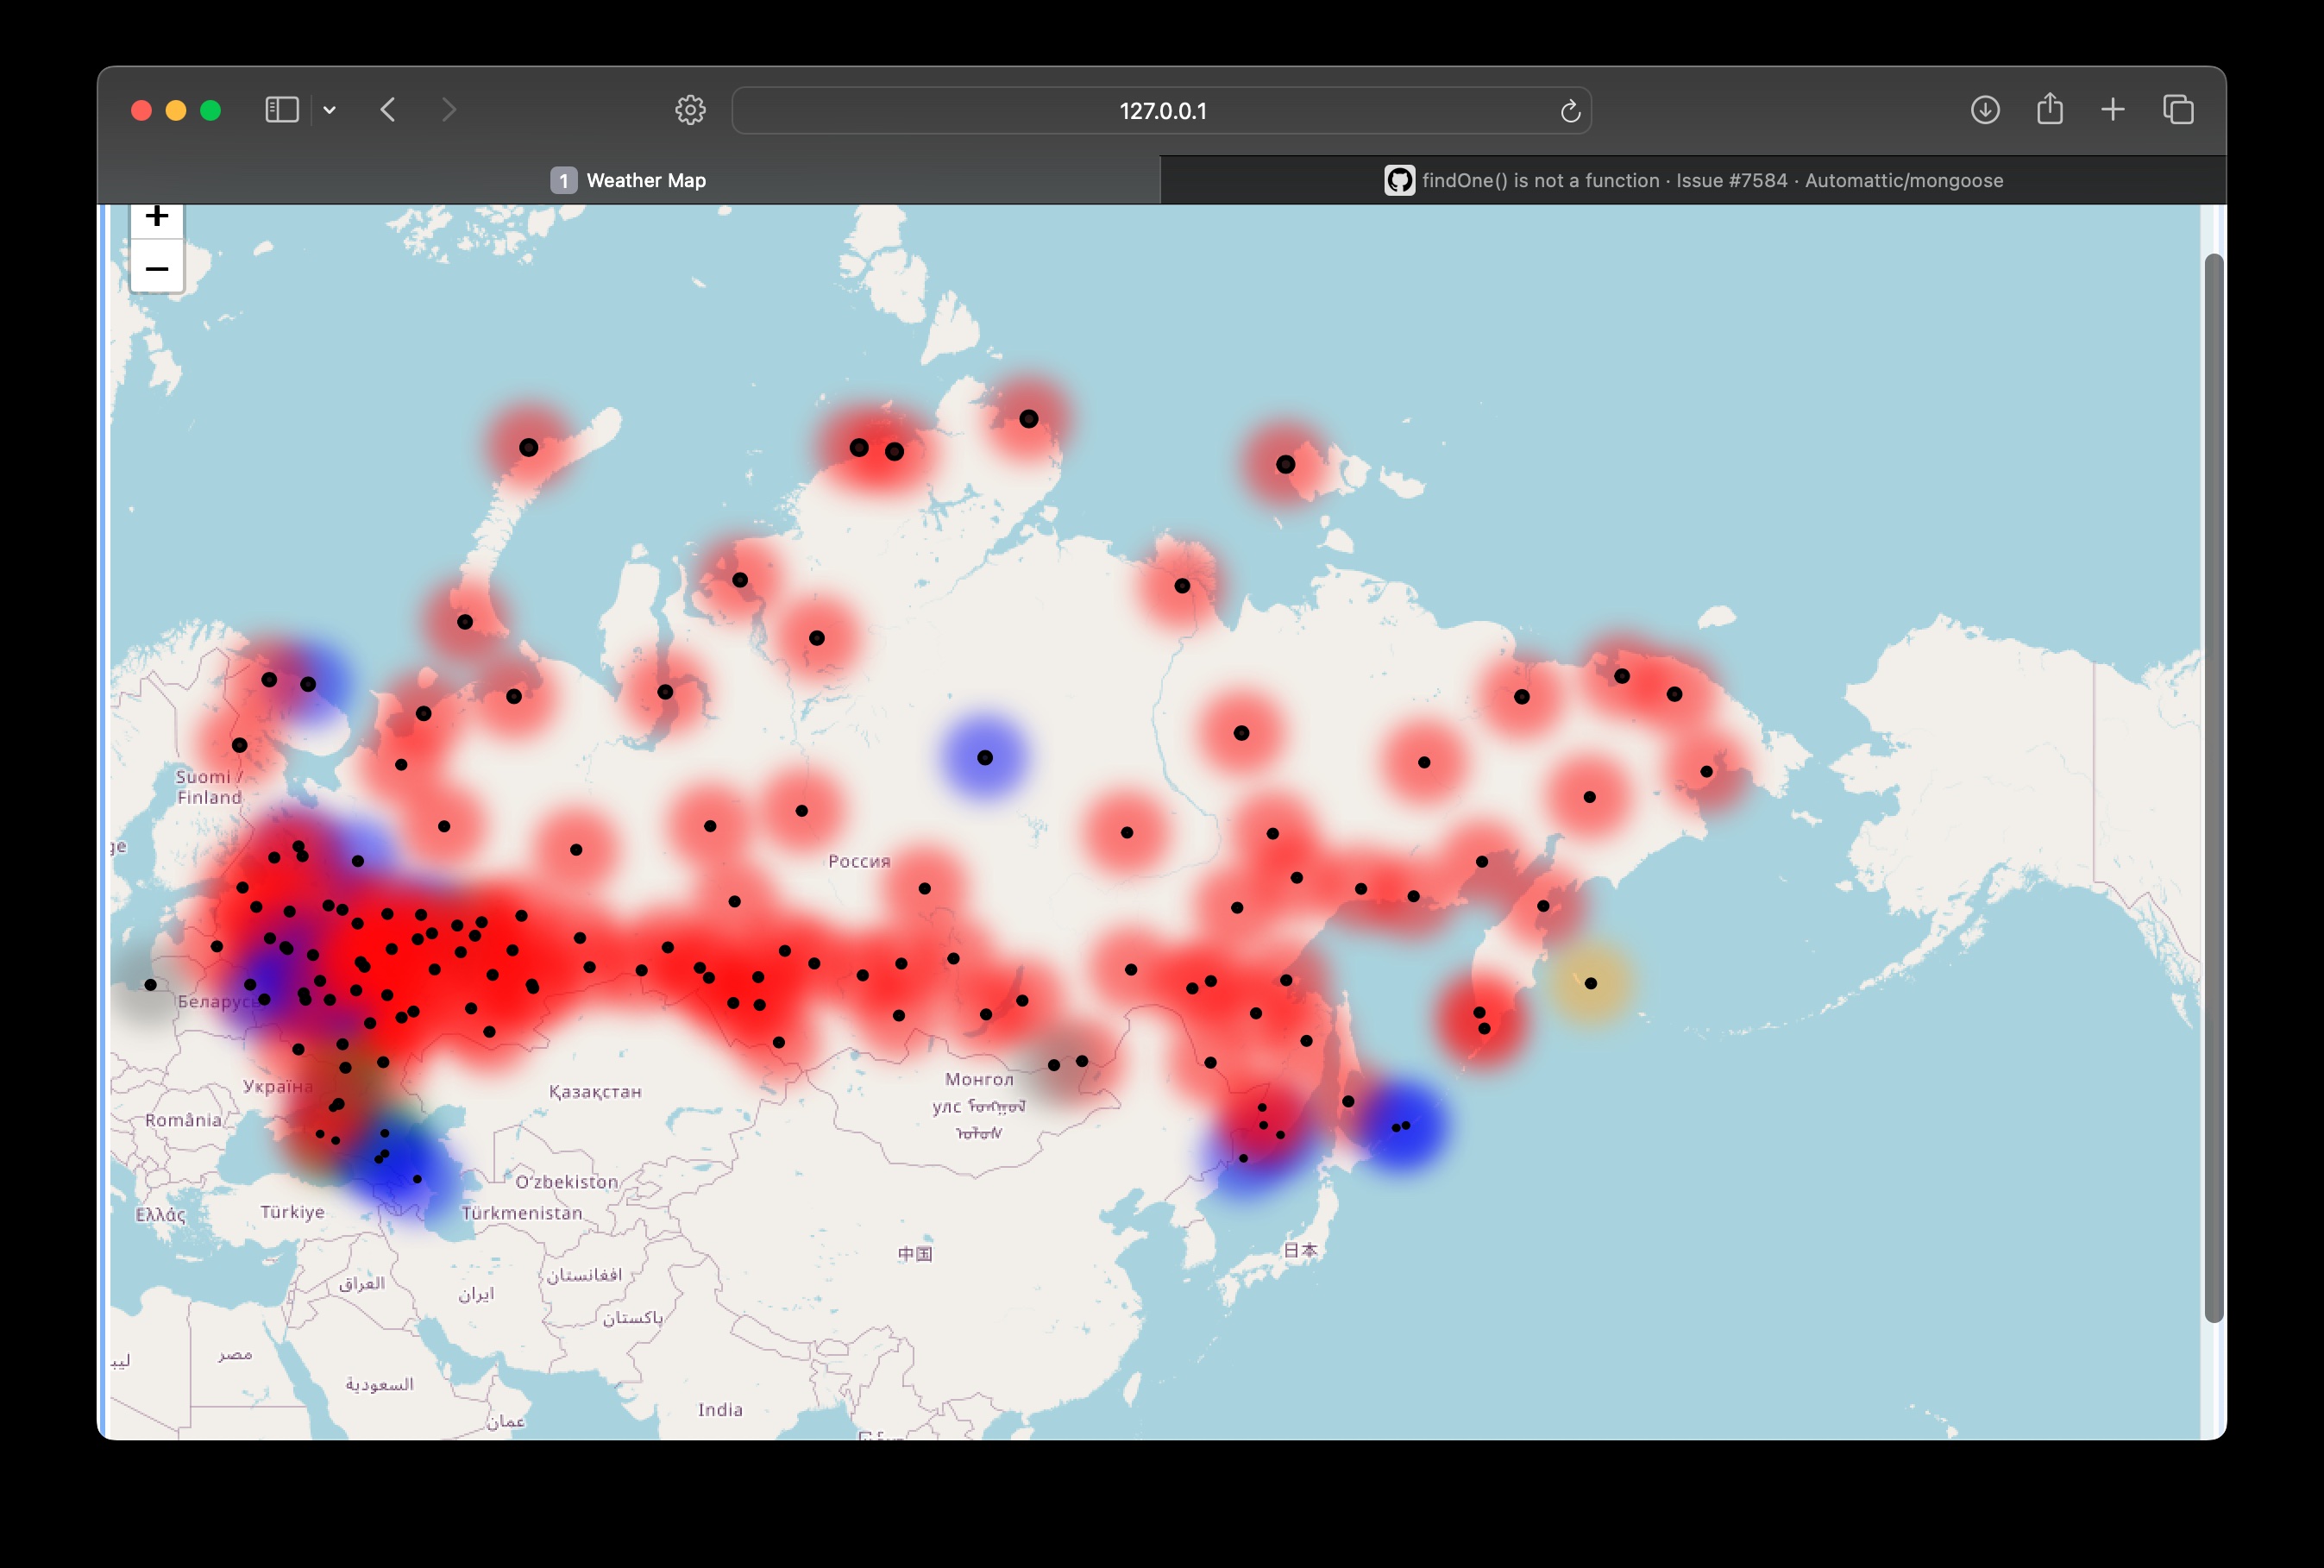 127.0.0.1
1 Weather Map
findOne() is not a function · Issue #7584 · Automattic/mongoose
+
−
Suomi /
Finland
ge
Россия
Беларусь
Україна
Қазақстан
Монгол
улс
România
O'zbekiston
Ελλάς
Türkiye
Türkmenistan
中国
日本
العراق
افغانستان
ایران
پاکستان
مصر
ليبيا
السعودية
India
عمان